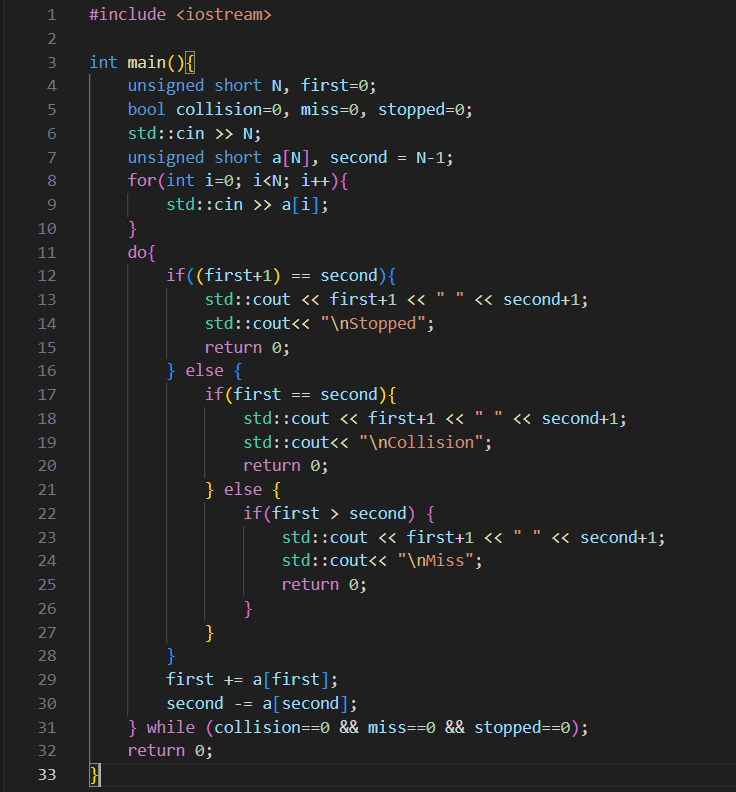 1 #include <iostream>
2
3 int main(){
4     unsigned short N, first=0;
5     bool collision=0, miss=0, stopped=0;
6     std::cin >> N;
7     unsigned short a[N], second = N-1;
8     for(int i=0; i<N; i++){
9         std::cin >> a[i];
10     }
11     do{
12         if((first+1) == second){
13             std::cout << first+1 << " " << second+1;
14             std::cout<< "\nStopped";
15             return 0;
16         } else {
17             if(first == second){
18                 std::cout << first+1 << " " << second+1;
19                 std::cout<< "\nCollision";
20                 return 0;
21             } else {
22                 if(first > second) {
23                     std::cout << first+1 << " " << second+1;
24                     std::cout<< "\nMiss";
25                     return 0;
26                 }
27             }
28         }
29         first += a[first];
30         second -= a[second];
31     } while (collision==0 && miss==0 && stopped==0);
32     return 0;
33 }